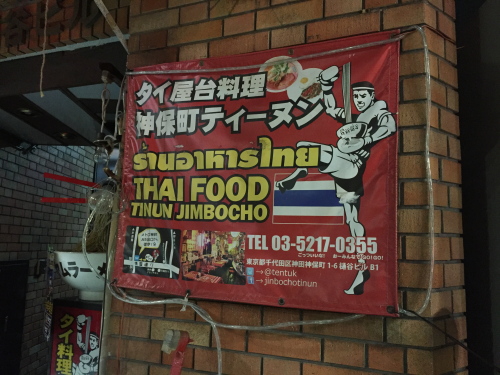 タイ屋台料理
神保町ティーヌン
ร้านอาหารไทย
THAI FOOD
TINUN JIMBOCHO
TEL 03-5217-0355
東京都千代田区神田神保町 1-6 樋谷ビル B1
→@tentuk
→jinbochotinun
タイ料理